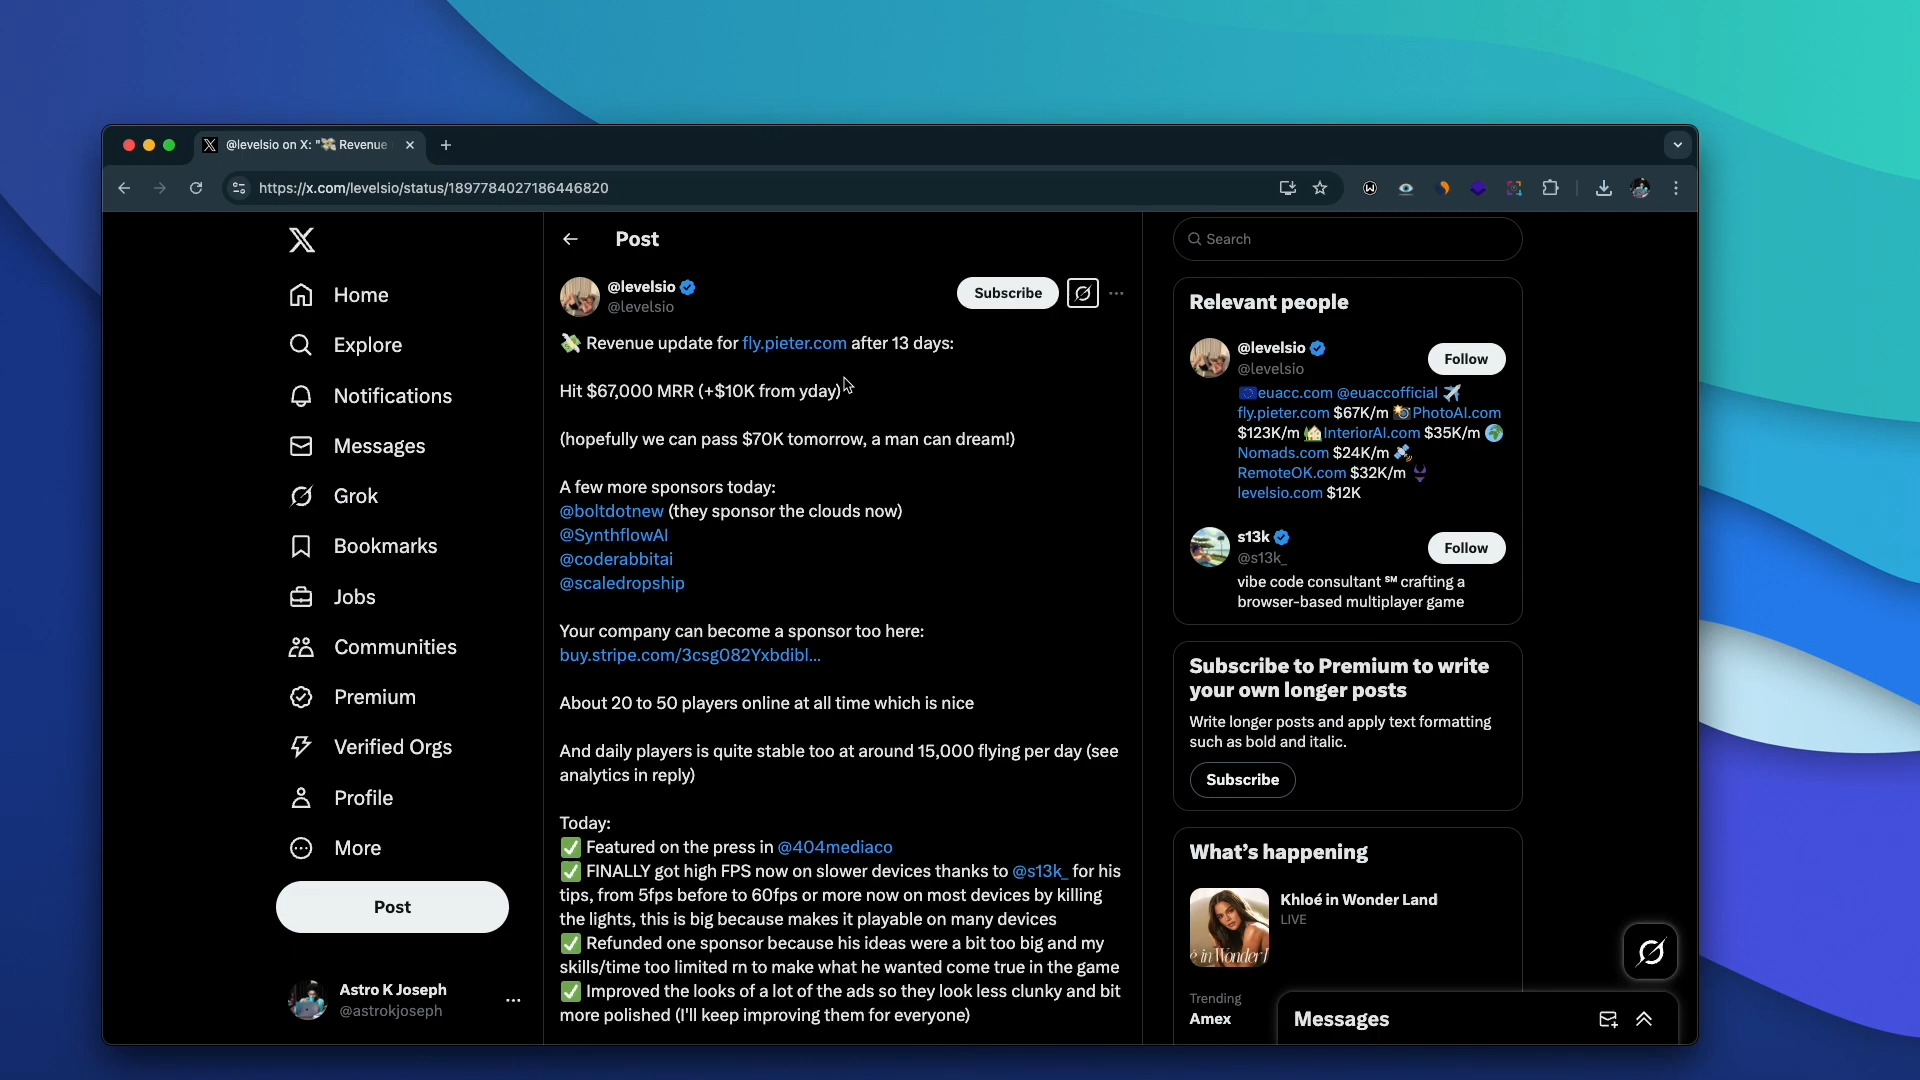 @levelsio on X: "💸 Revenue
https://x.com/levelsio/status/1897784027186446820
Home
Explore
Notifications
Messages
Grok
Bookmarks
Jobs
Communities
Premium
Verified Orgs
Profile
More
Post
Astro K Joseph
@astrokjoseph
Post
@levelsio
@levelsio
Subscribe
💸 Revenue update for fly.pieter.com after 13 days:
Hit $67,000 MRR (+$10K from yday)
(hopefully we can pass $70K tomorrow, a man can dream!)
A few more sponsors today:
@boltdotnew (they sponsor the clouds now)
@SynthflowAI
@coderabbitai
@scaledropship
Your company can become a sponsor too here:
buy.stripe.com/3csg082Yxbdibl…
About 20 to 50 players online at all time which is nice
And daily players is quite stable too at around 15,000 flying per day (see
analytics in reply)
Today:
✅ Featured on the press in @404mediaco
✅ FINALLY got high FPS now on slower devices thanks to @s13k_ for his
tips, from 5fps before to 60fps or more now on most devices by killing
the lights, this is big because makes it playable on many devices
✅ Refunded one sponsor because his ideas were a bit too big and my
skills/time too limited rn to make what he wanted come true in the game
✅ Improved the looks of a lot of the ads so they look less clunky and bit
more polished (I'll keep improving them for everyone)
Search
Relevant people
@levelsio
@levelsio
Follow
🇪🇺euacc.com @euaccofficial ✈️
fly.pieter.com $67K/m 📸PhotoAI.com
$123K/m 🏡InteriorAI.com $35K/m 🌍
Nomads.com $24K/m 🛰
RemoteOK.com $32K/m
levelsio.com $12K
s13k
@s13k_
Follow
vibe code consultant ℠ crafting a
browser-based multiplayer game
Subscribe to Premium to write
your own longer posts
Write longer posts and apply text formatting
such as bold and italic.
Subscribe
What's happening
Khloé in Wonder Land
LIVE
Trending
Amex
Messages